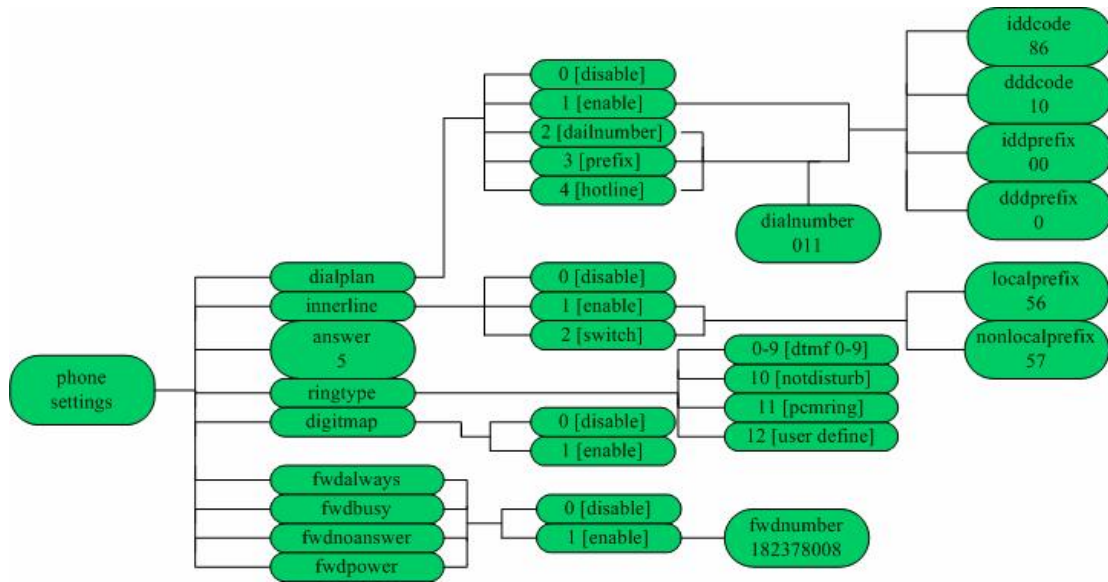 phone
settings
dialplan
innerline
answer
5
ringtype
digitmap
fwdalways
fwdbusy
fwdnoanswer
fwdpower
0 [disable]
1 [enable]
2 [dailnumber]
3 [prefix]
4 [hotline]
dialnumber
011
iddcode
86
dddcode
10
iddprefix
00
dddprefix
0
0 [disable]
1 [enable]
2 [switch]
localprefix
56
nonlocalprefix
57
0-9 [dtmf 0-9]
10 [notdisturb]
11 [pcmring]
12 [user define]
0 [disable]
1 [enable]
0 [disable]
1 [enable]
fwdnumber
182378008